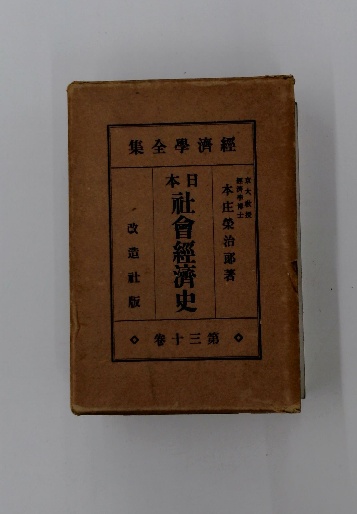 經濟學全集
京大敎授
經濟學博士
本庄榮治郎著
日本
社會經濟史
改造社版
第三十卷